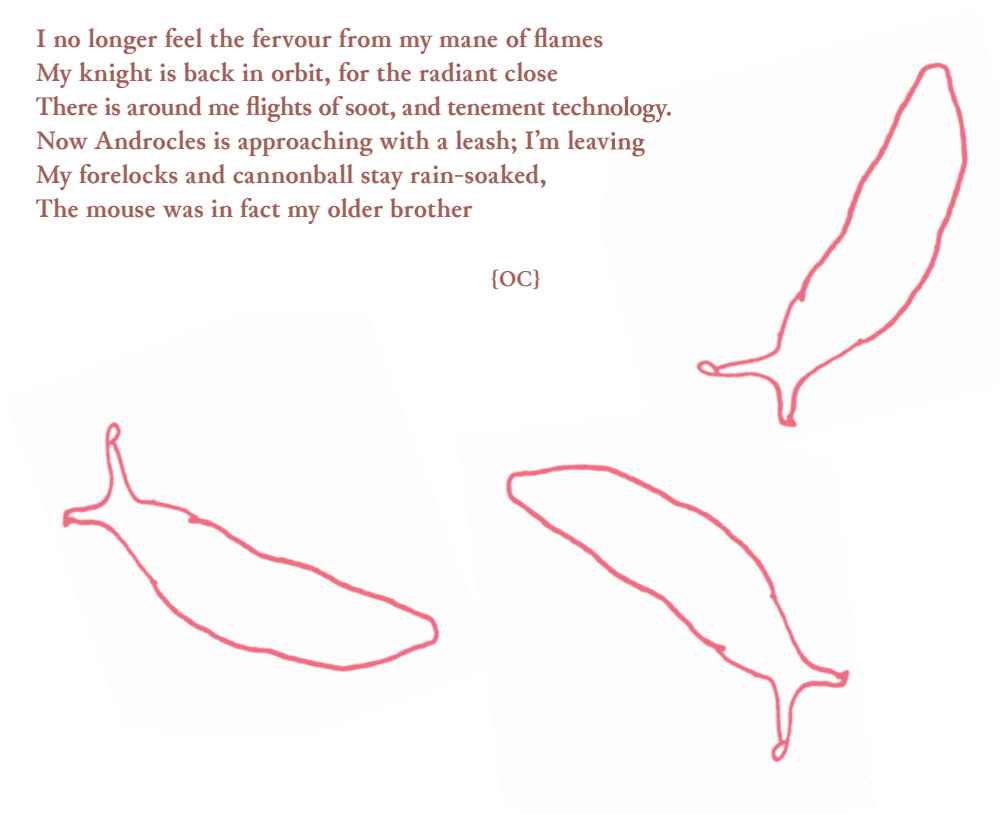 I no longer feel the fervour from my mane of flames
My knight is back in orbit, for the radiant close
There is around me flights of soot, and tenement technology.
Now Androcles is approaching with a leash; I’m leaving
My forelocks and cannonball stay rain-soaked,
The mouse was in fact my older brother
{OC}